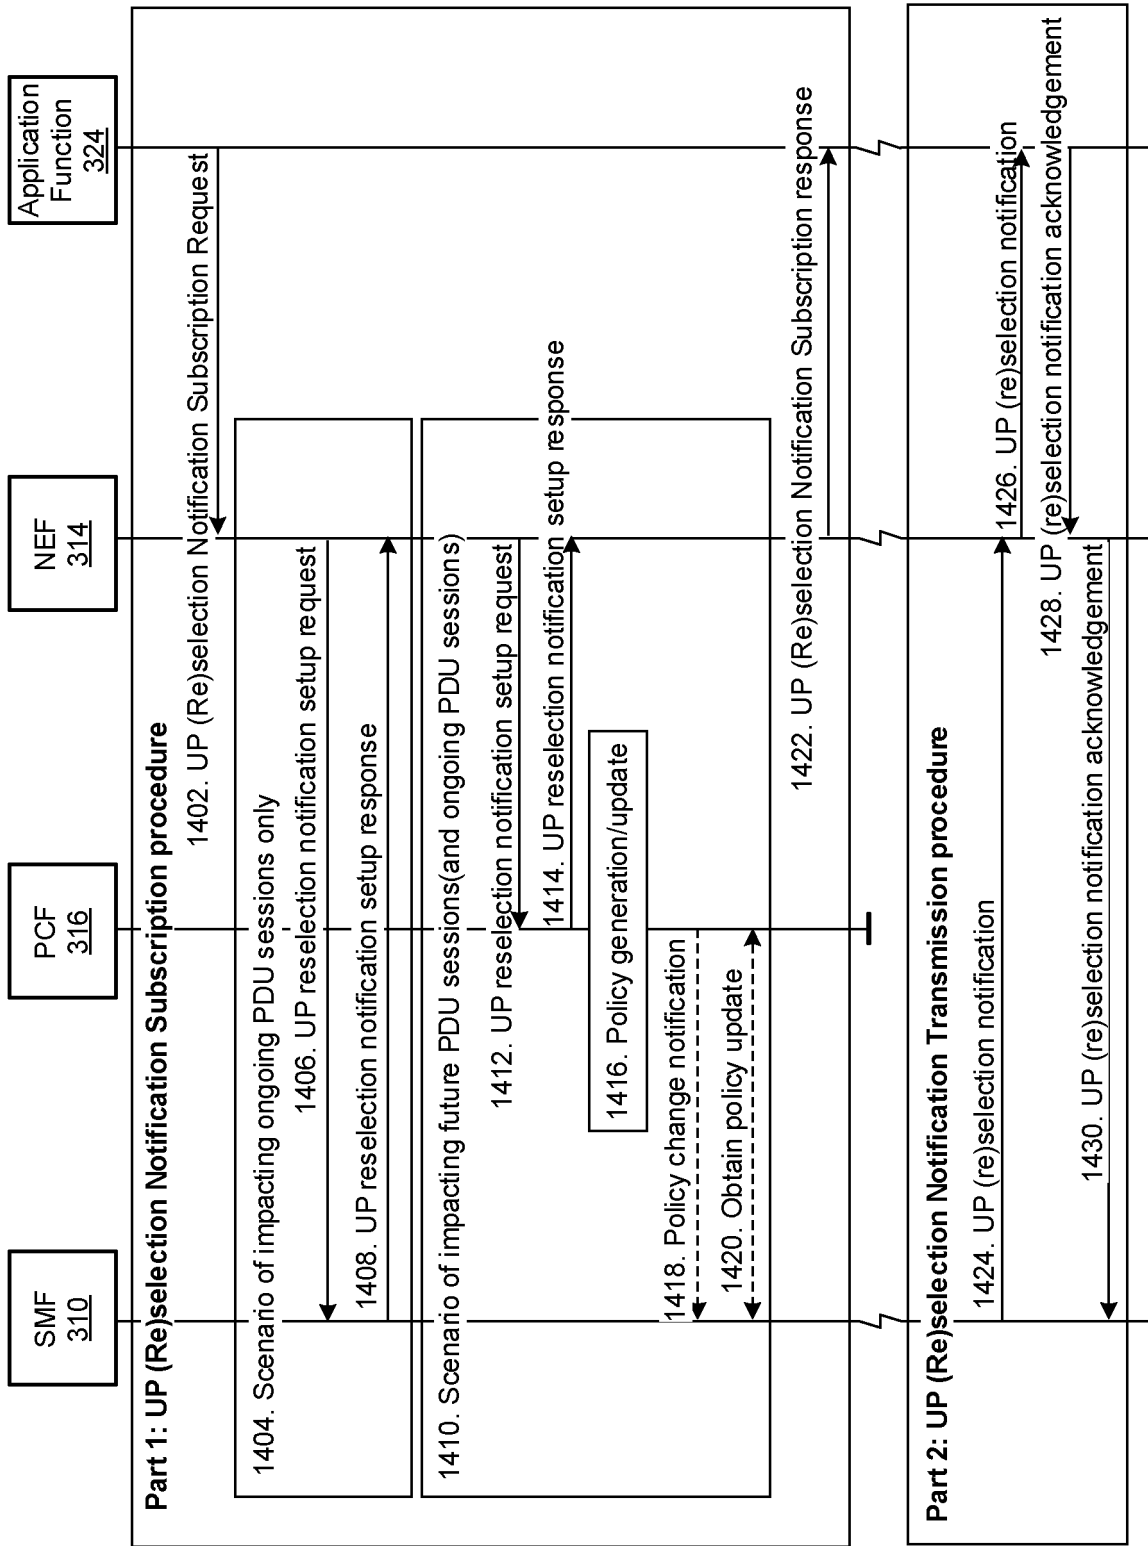 SMF
310
PCF
316
NEF
314
Application
Function
324
Part 1: UP (Re)selection Notification Subscription procedure
1402. UP (Re)selection Notification Subscription Request
1404. Scenario of impacting ongoing PDU sessions only
1406. UP reselection notification setup request
1408. UP reselection notification setup response
1410. Scenario of impacting future PDU sessions(and ongoing PDU sessions)
1412. UP reselection notification setup request
1414. UP reselection notification setup response
1416. Policy generation/update
1418. Policy change notification
1420. Obtain policy update
1422. UP (Re)selection Notification Subscription response
Part 2: UP (Re)selection Notification Transmission procedure
1424. UP (re)selection notification
1426. UP (re)selection notification
1428. UP (re)selection notification acknowledgement
1430. UP (re)selection notification acknowledgement